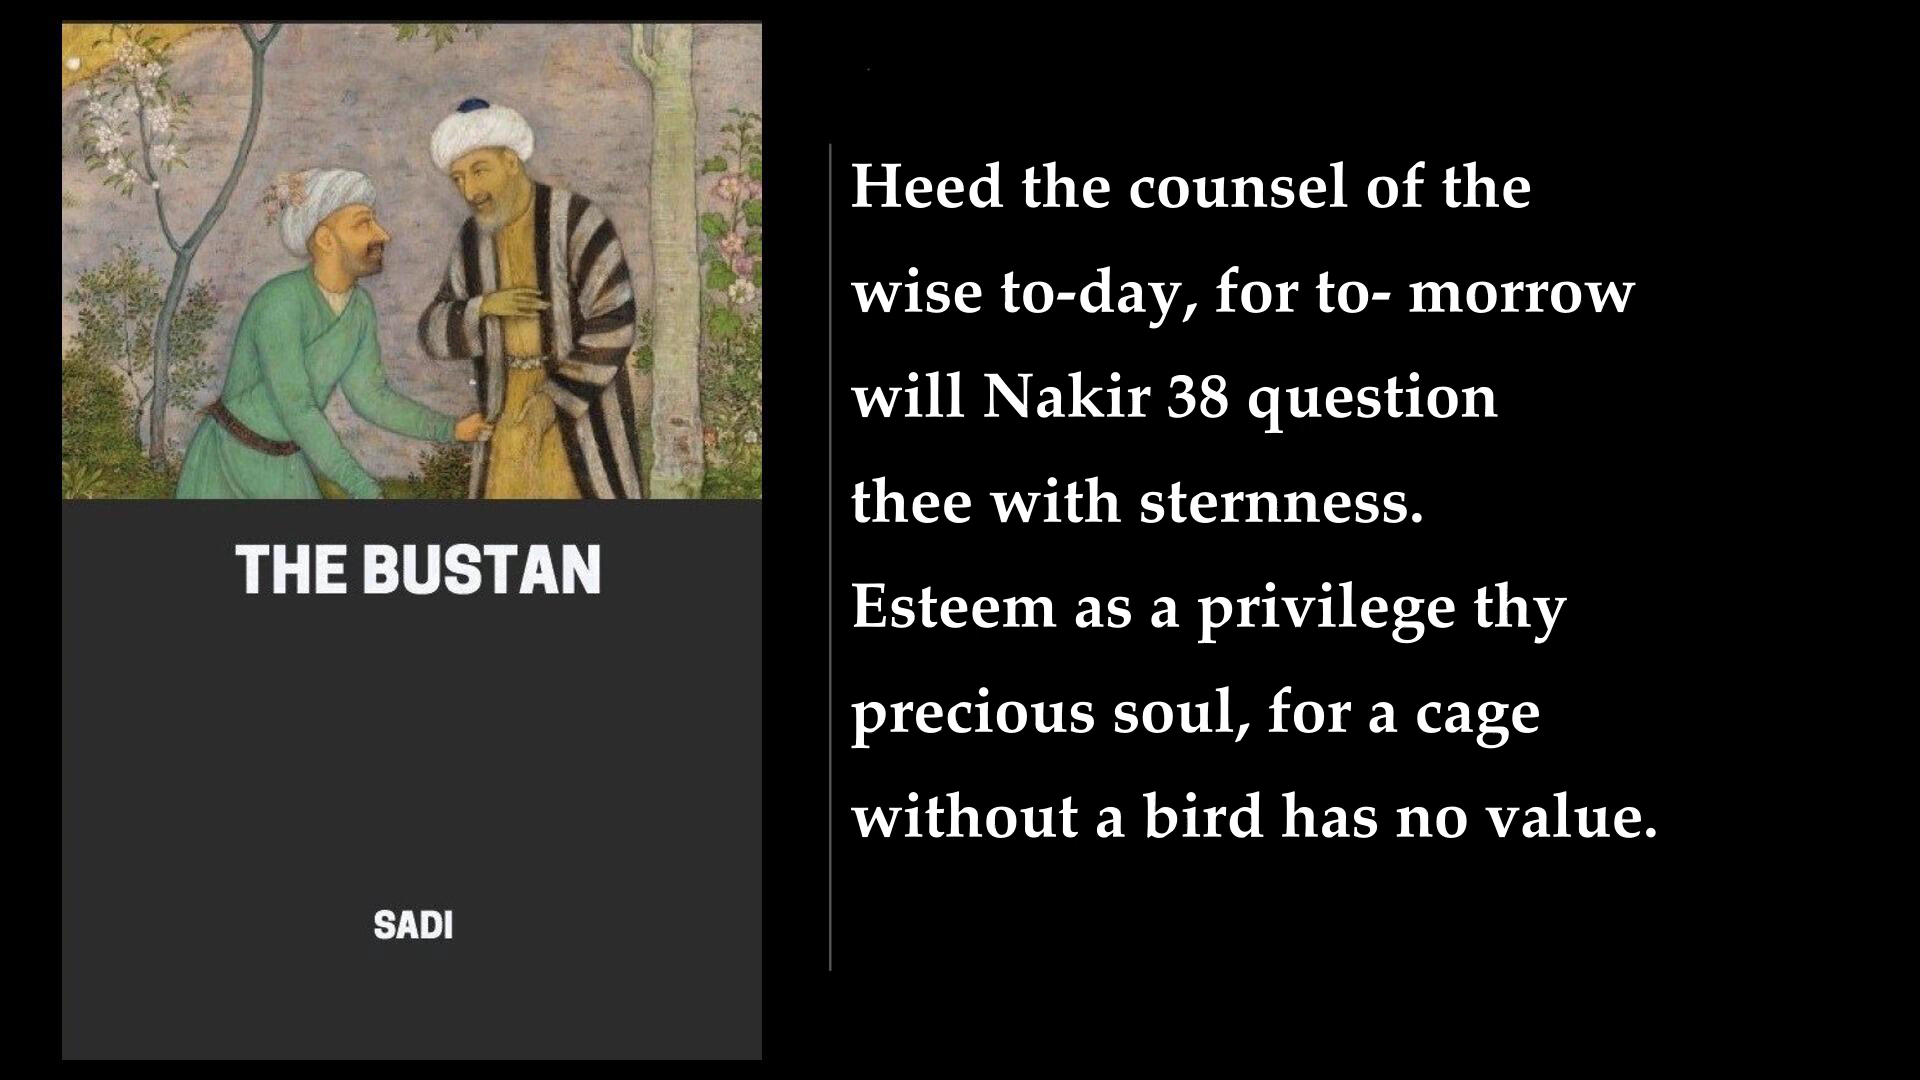 THE BUSTAN
SADI
Heed the counsel of the
wise to-day, for to- morrow
will Nakir 38 question
thee with sternness.
Esteem as a privilege thy
precious soul, for a cage
without a bird has no value.